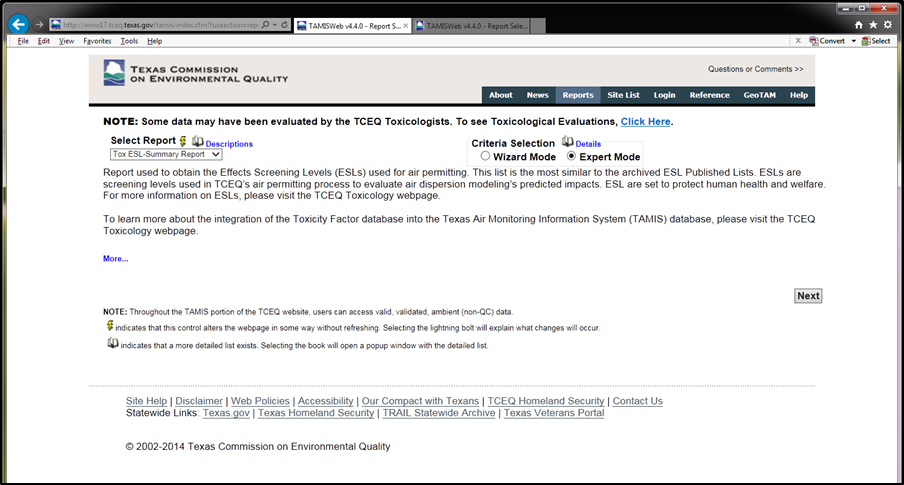 http://www17.tceq.texas.gov/tamis/index.cfm?fuseaction=repo
TAMISWeb v4.4.0 - Report S...
TAMISWeb v4.4.0 - Report Sele...
File Edit View Favorites Tools Help
Convert Select
TEXAS COMMISSION
ON ENVIRONMENTAL QUALITY
Questions or Comments >>
About News Reports Site List Login Reference GeoTAM Help
NOTE: Some data may have been evaluated by the TCEQ Toxicologists. To see Toxicological Evaluations, Click Here.
Select Report Descriptions
Tox ESL-Summary Report
Criteria Selection Details
Wizard Mode Expert Mode
Report used to obtain the Effects Screening Levels (ESLs) used for air permitting. This list is the most similar to the archived ESL Published Lists. ESLs are
screening levels used in TCEQ's air permitting process to evaluate air dispersion modeling's predicted impacts. ESL are set to protect human health and welfare.
For more information on ESLs, please visit the TCEQ Toxicology webpage.
To learn more about the integration of the Toxicity Factor database into the Texas Air Monitoring Information System (TAMIS) database, please visit the TCEQ
Toxicology webpage.
More...
Next
NOTE: Throughout the TAMIS portion of the TCEQ website, users can access valid, validated, ambient (non-QC) data.
indicates that this control alters the webpage in some way without refreshing. Selecting the lightning bolt will explain what changes will occur.
indicates that a more detailed list exists. Selecting the book will open a popup window with the detailed list.
Site Help | Disclaimer | Web Policies | Accessibility | Our Compact with Texans | TCEQ Homeland Security | Contact Us
Statewide Links: Texas.gov | Texas Homeland Security | TRAIL Statewide Archive | Texas Veterans Portal
© 2002-2014 Texas Commission on Environmental Quality